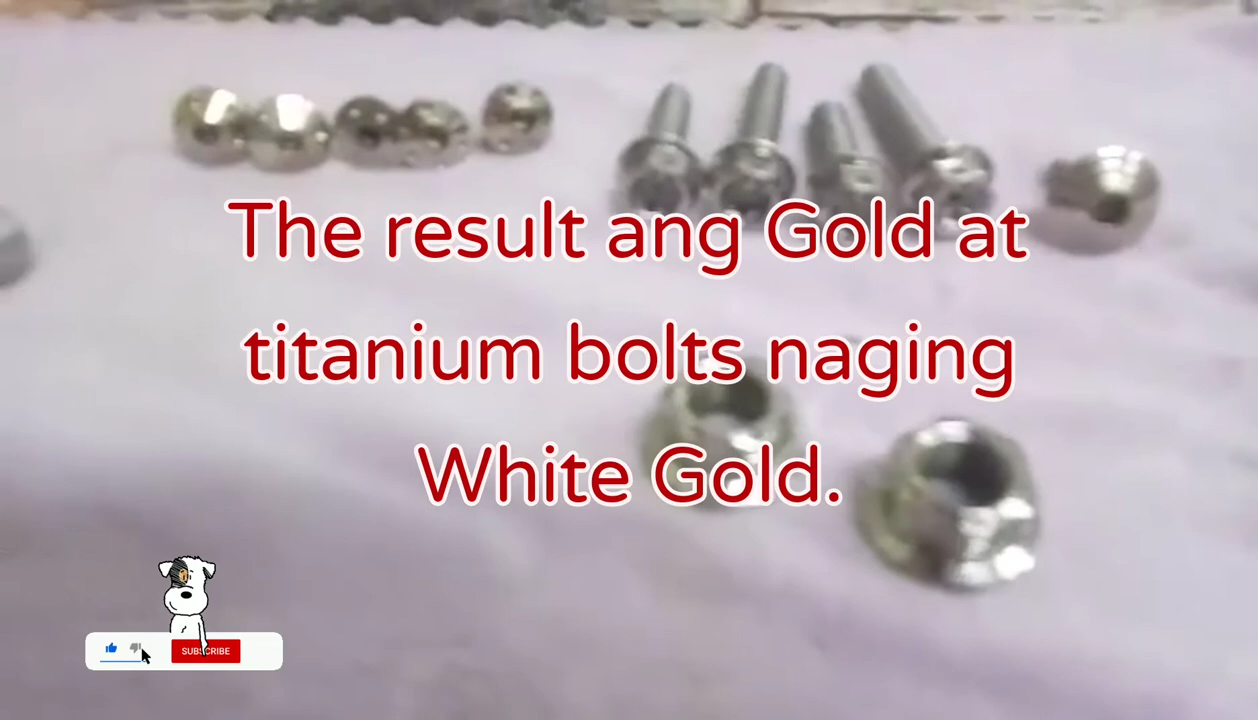 The result ang Gold at
titanium bolts naging
White Gold.
SUBSCRIBE